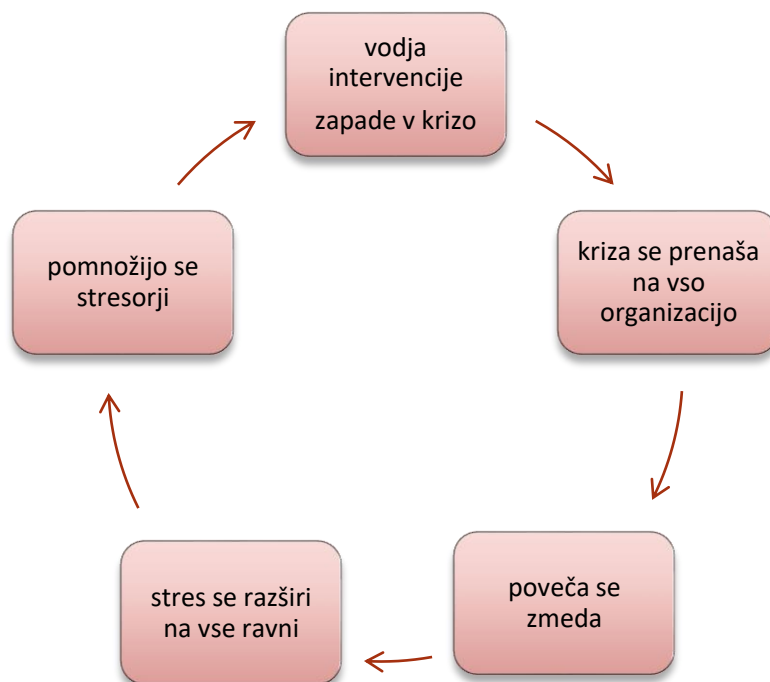 vodja
intervencije
zapade v krizo
kriza se prenaša
na vso
organizacijo
poveča se
zmeda
stres se razširi
na vse ravni
pomnožijo se
stresorji